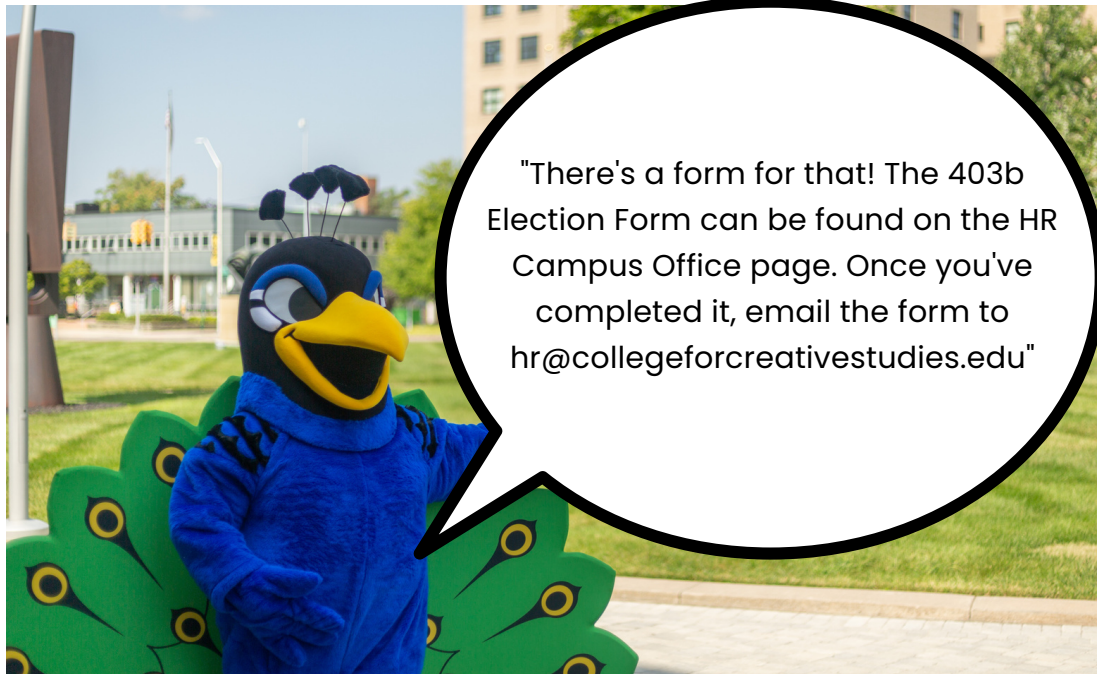 "There's a form for that! The 403b
Election Form can be found on the HR
Campus Office page. Once you've
completed it, email the form to
hr@collegeforcreativestudies.edu"